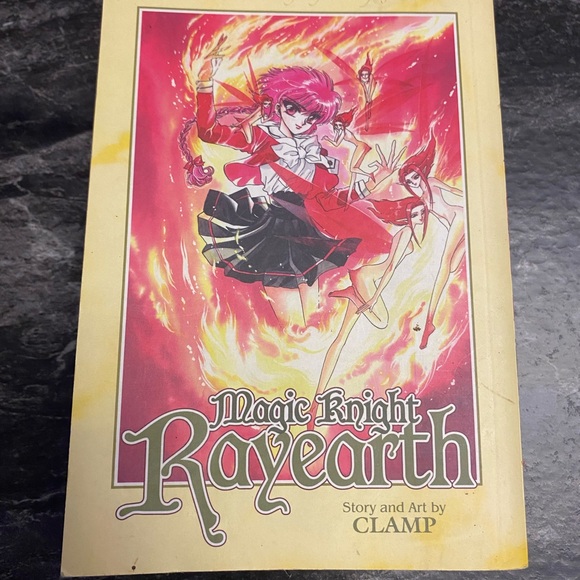 Magic Knight
Rayearth
Story and Art by
CLAMP